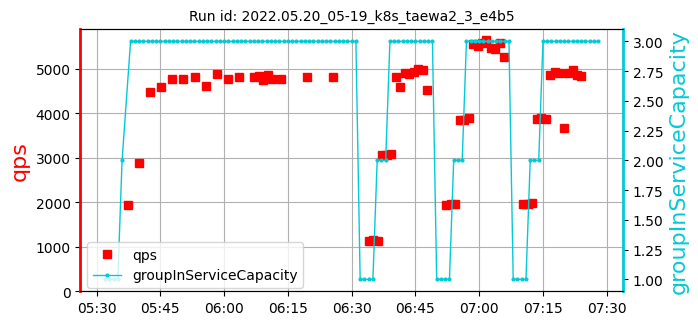 Run id: 2022.05.20_05-19_k8s_taewa2_3_e4b5
qps
5000
4000
3000
2000
1000
0
qps
groupInServiceCapacity
3.00
2.75
2.50
2.25
2.00
1.75
1.50
1.25
1.00
groupInServiceCapacity
05:30 05:45 06:00 06:15 06:30 06:45 07:00 07:15 07:30